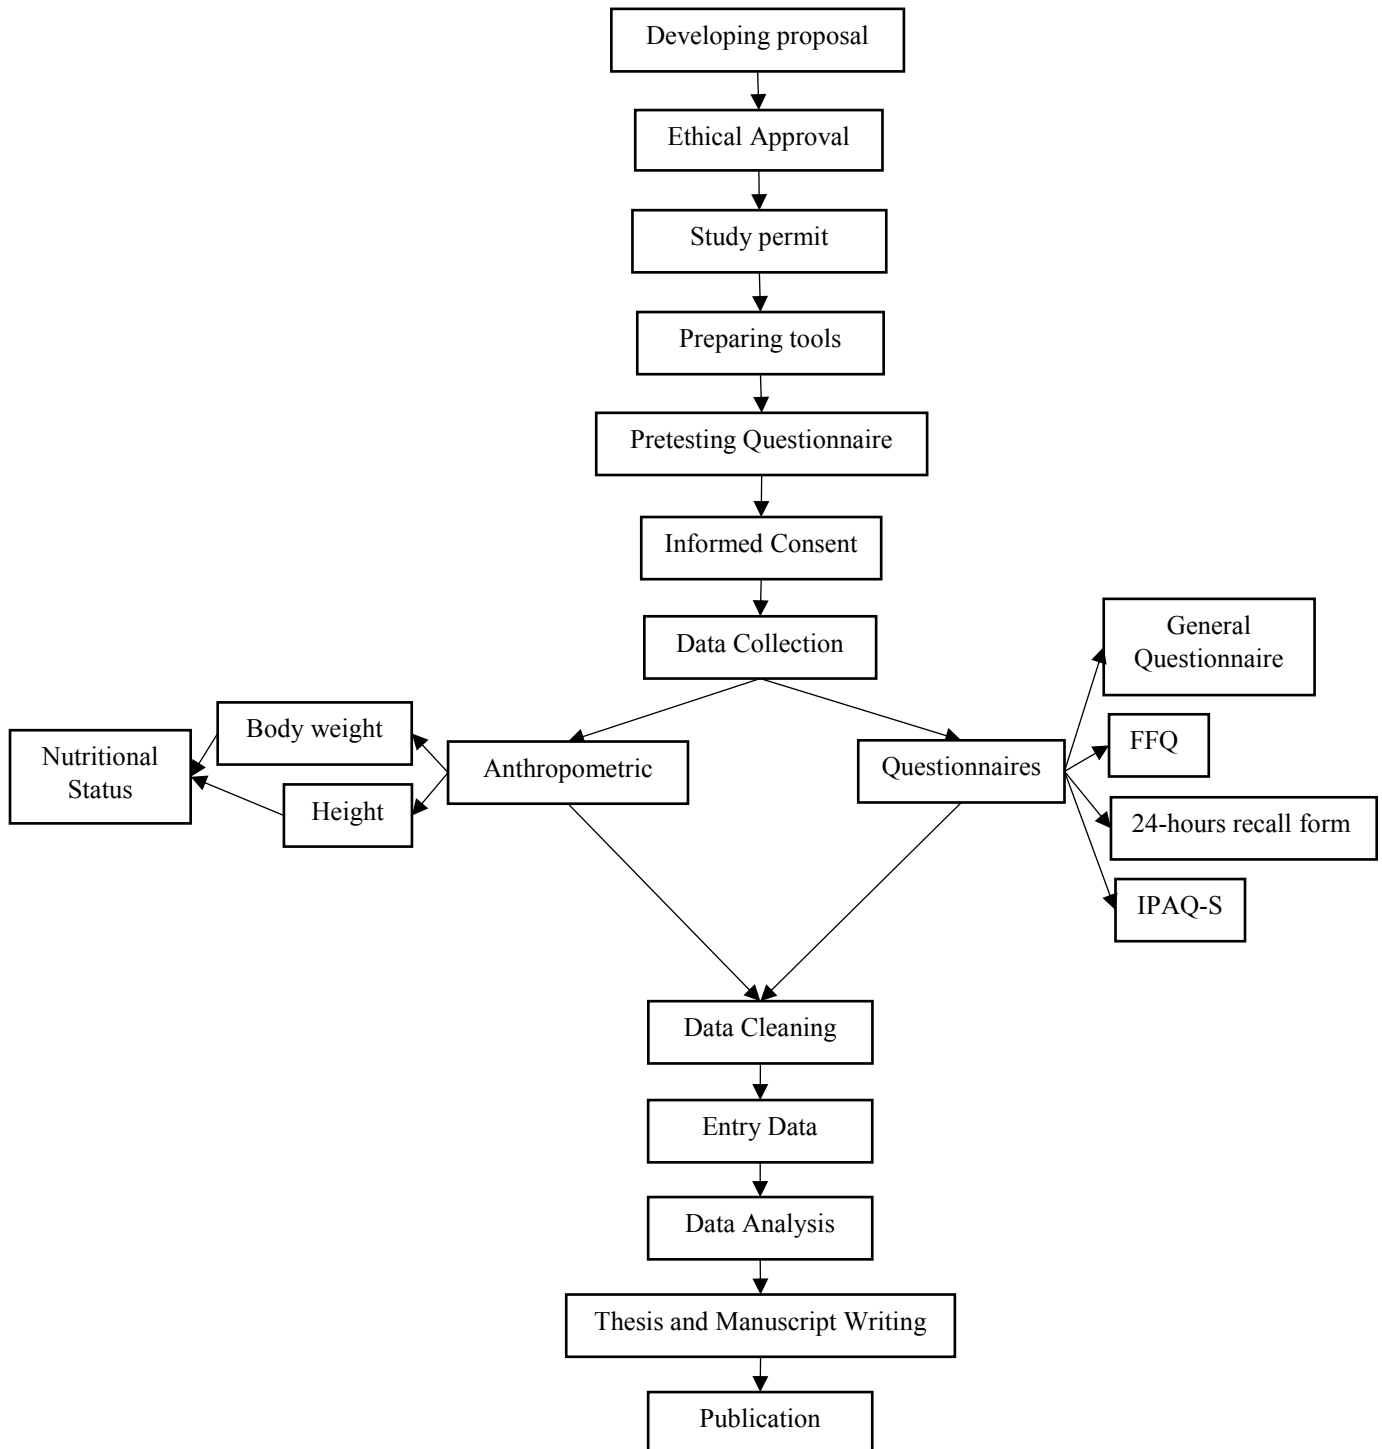 Developing proposal
Ethical Approval
Study permit
Preparing tools
Pretesting Questionnaire
Informed Consent
Data Collection
General
Questionnaire
Body weight
Nutritional
Status
Height
Anthropometric
Questionnaires
FFQ
24-hours recall form
IPAQ-S
Data Cleaning
Entry Data
Data Analysis
Thesis and Manuscript Writing
Publication